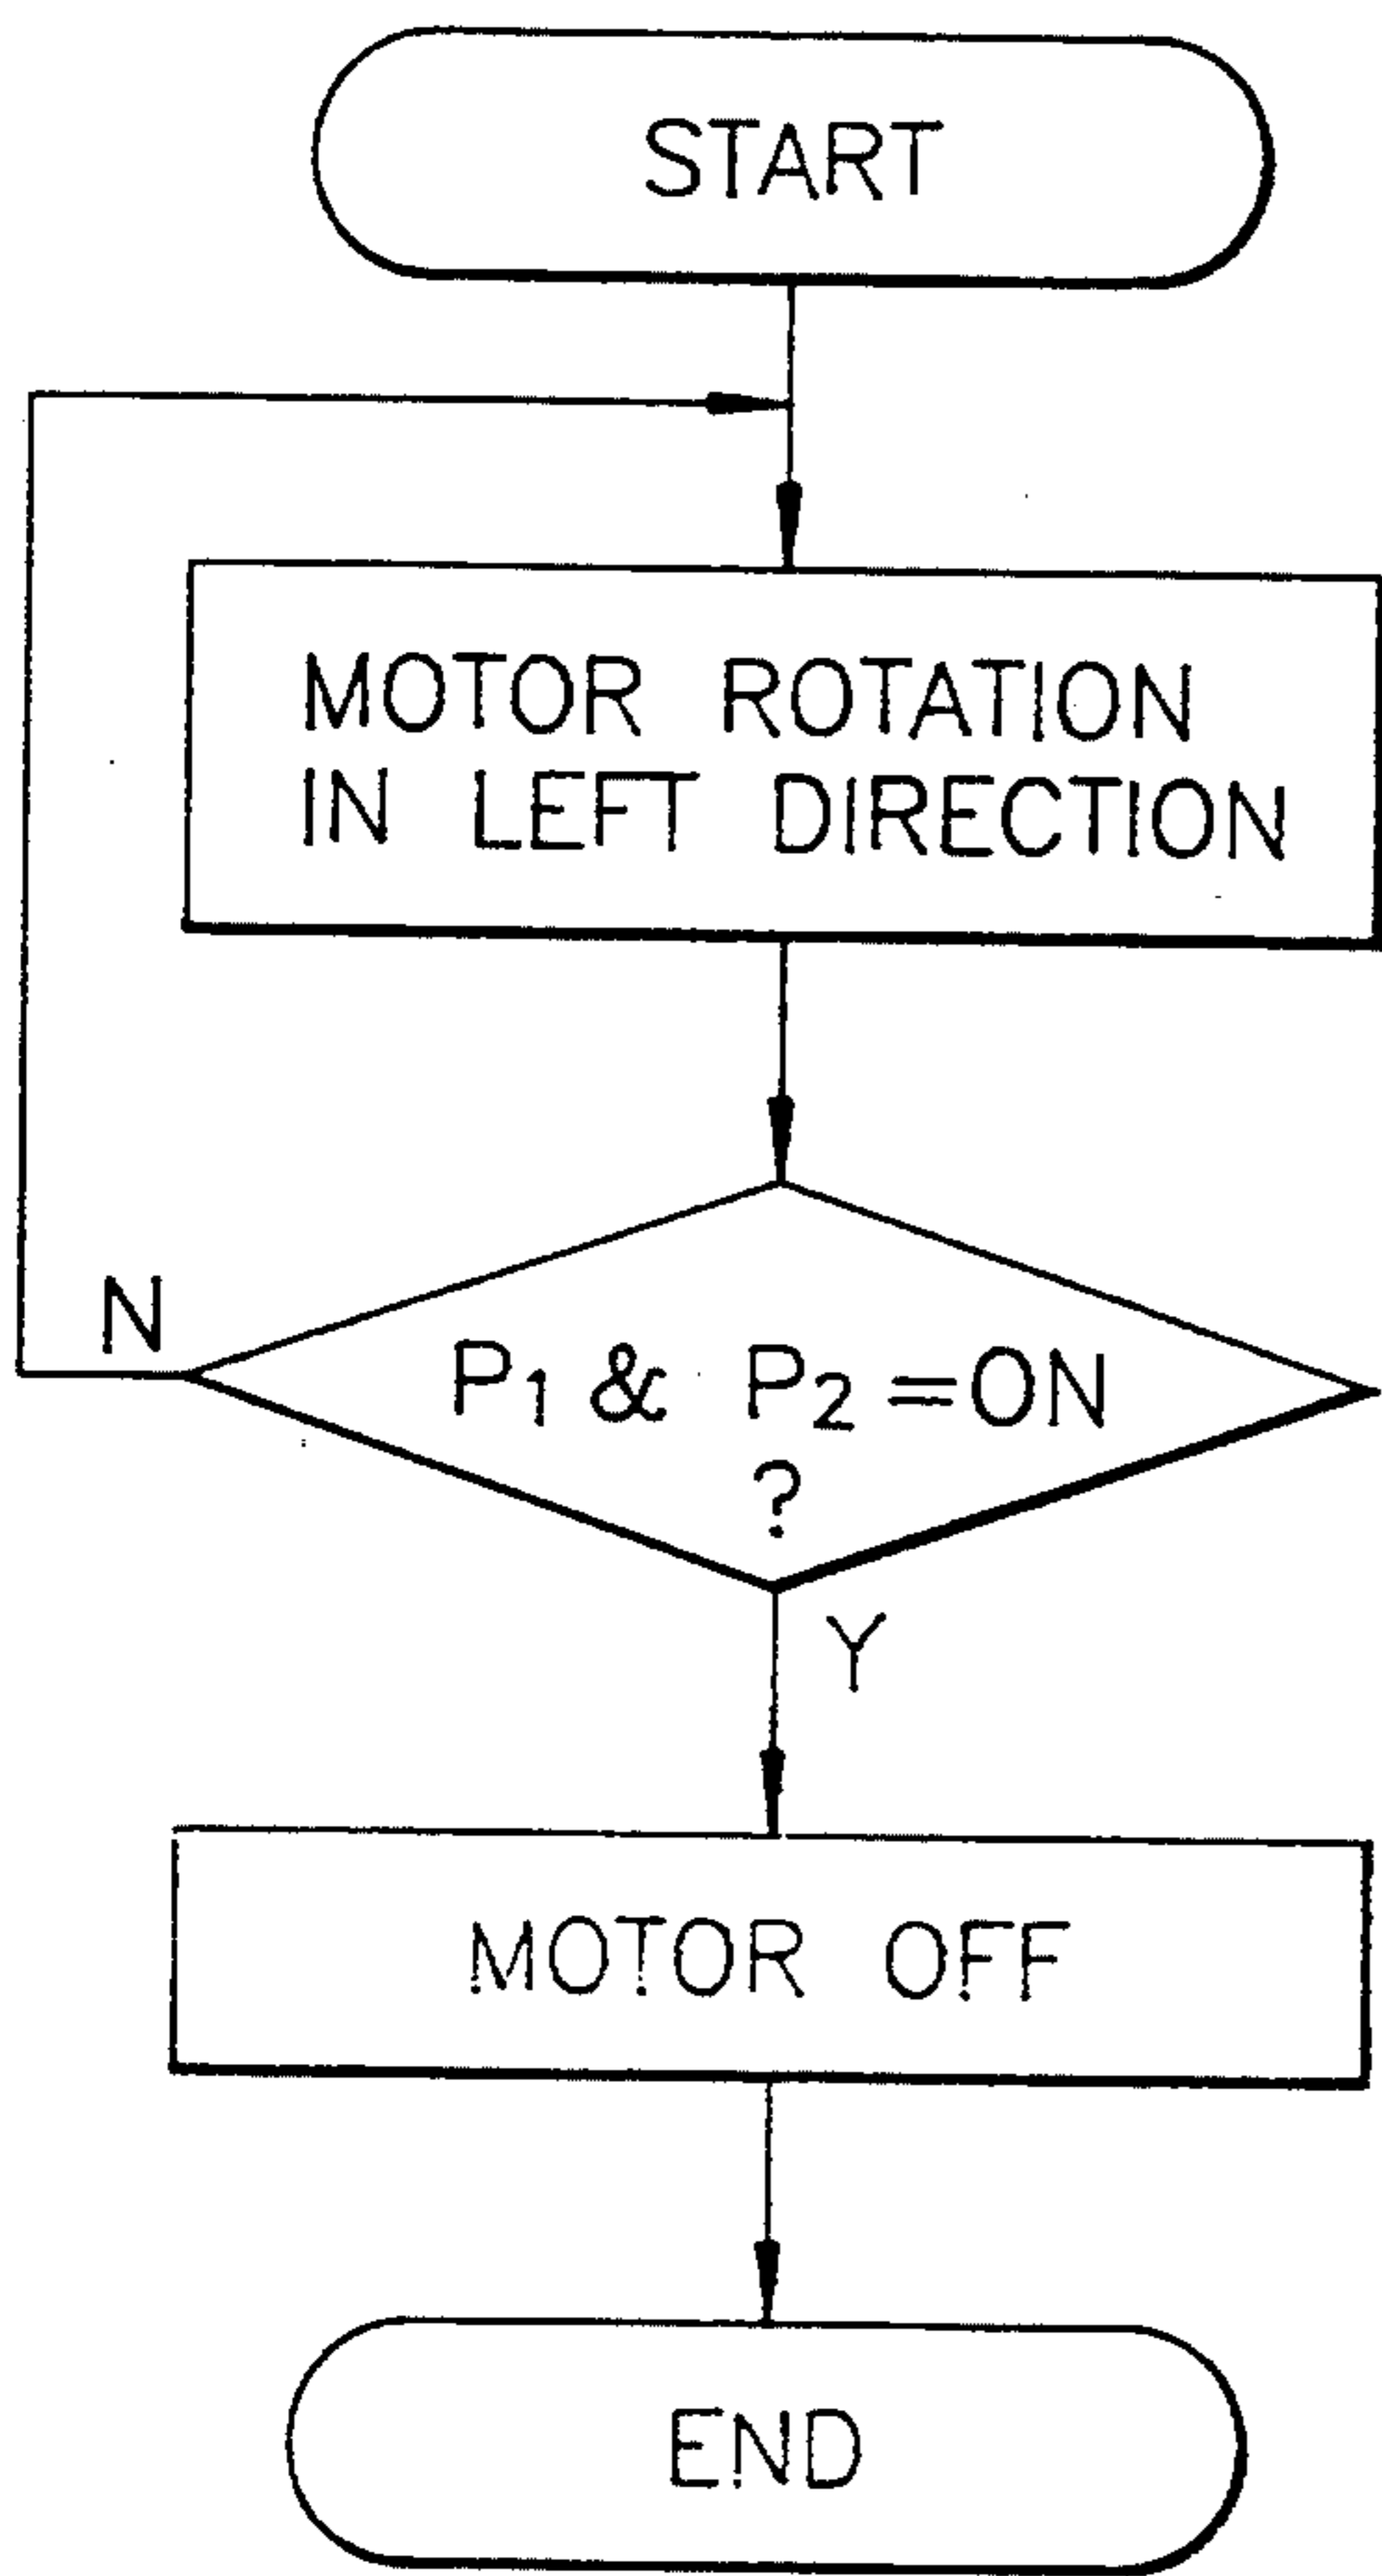 START
MOTOR ROTATION
IN LEFT DIRECTION
N
P₁ & P₂ = ON
?
Y
MOTOR OFF
END